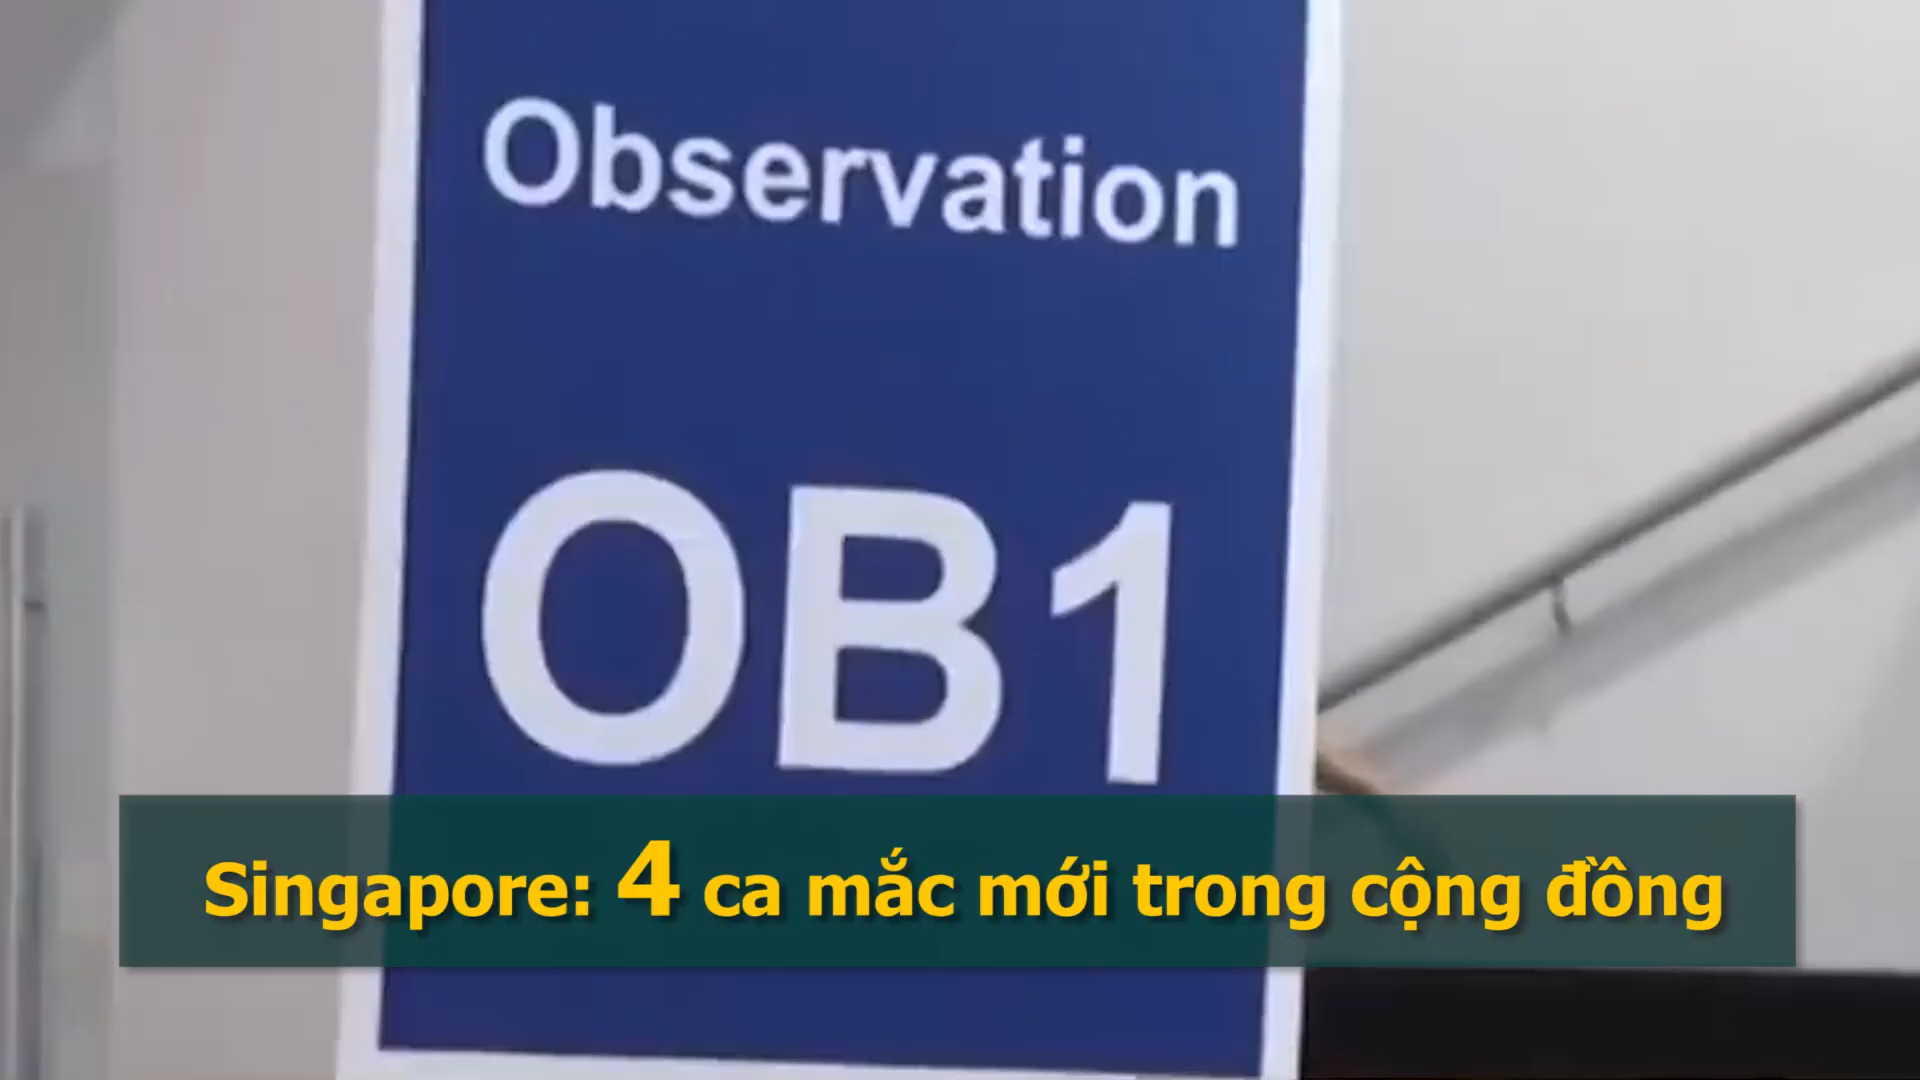 Observation
OB1
Singapore: 4 ca mắc mới trong cộng đồng